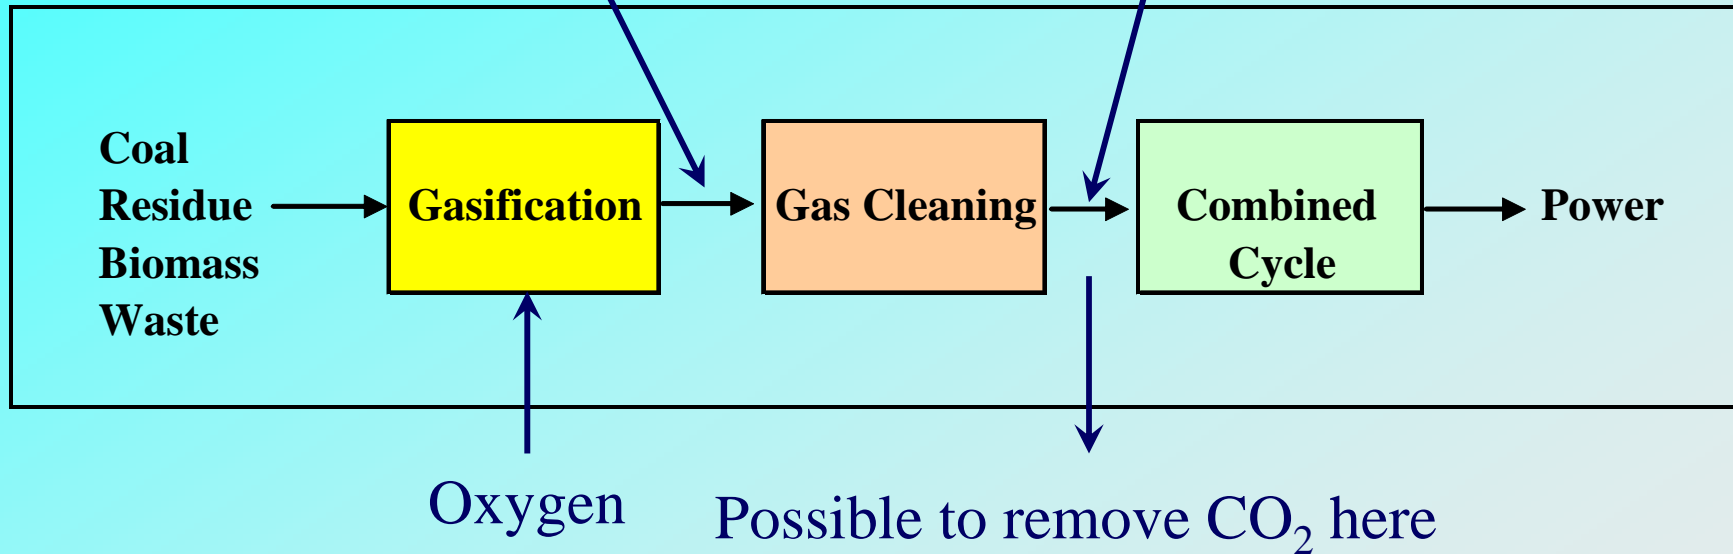 Coal
Residue
Biomass
Waste
Gasification
Gas Cleaning
Combined
Cycle
Power
Oxygen
Possible to remove CO₂ here